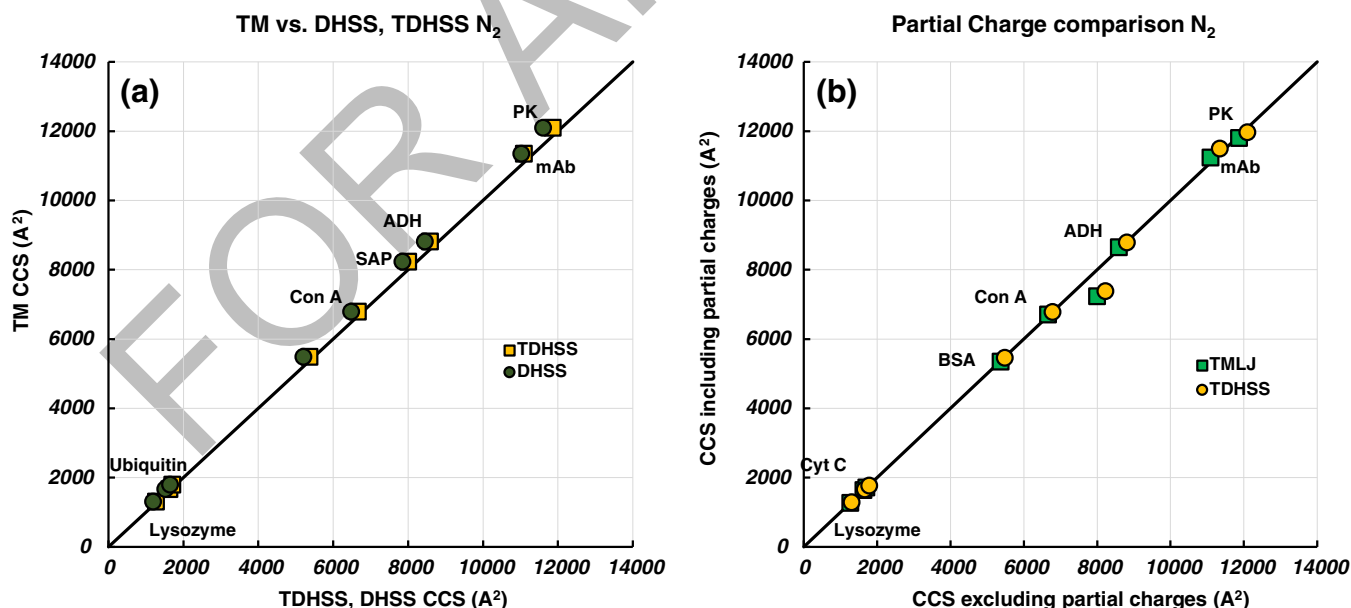 TM vs. DHSS, TDHSS N2
14000
12000
10000
8000
6000
4000
2000
0
TM CCS (A2)
(a)
PK
mAb
ADH
SAP
Con A
TDHSS
DHSS
Ubiquitin
Lysozyme
0 2000 4000 6000 8000 10000 12000 14000
TDHSS, DHSS CCS (A2)
FOR A
Partial Charge comparison N2
14000
12000
10000
8000
6000
4000
2000
0
CCS including partial charges (A2)
(b)
PK
mAb
ADH
Con A
BSA
TMLJ
TDHSS
Cyt C
Lysozyme
0 2000 4000 6000 8000 10000 12000 14000
CCS excluding partial charges (A2)